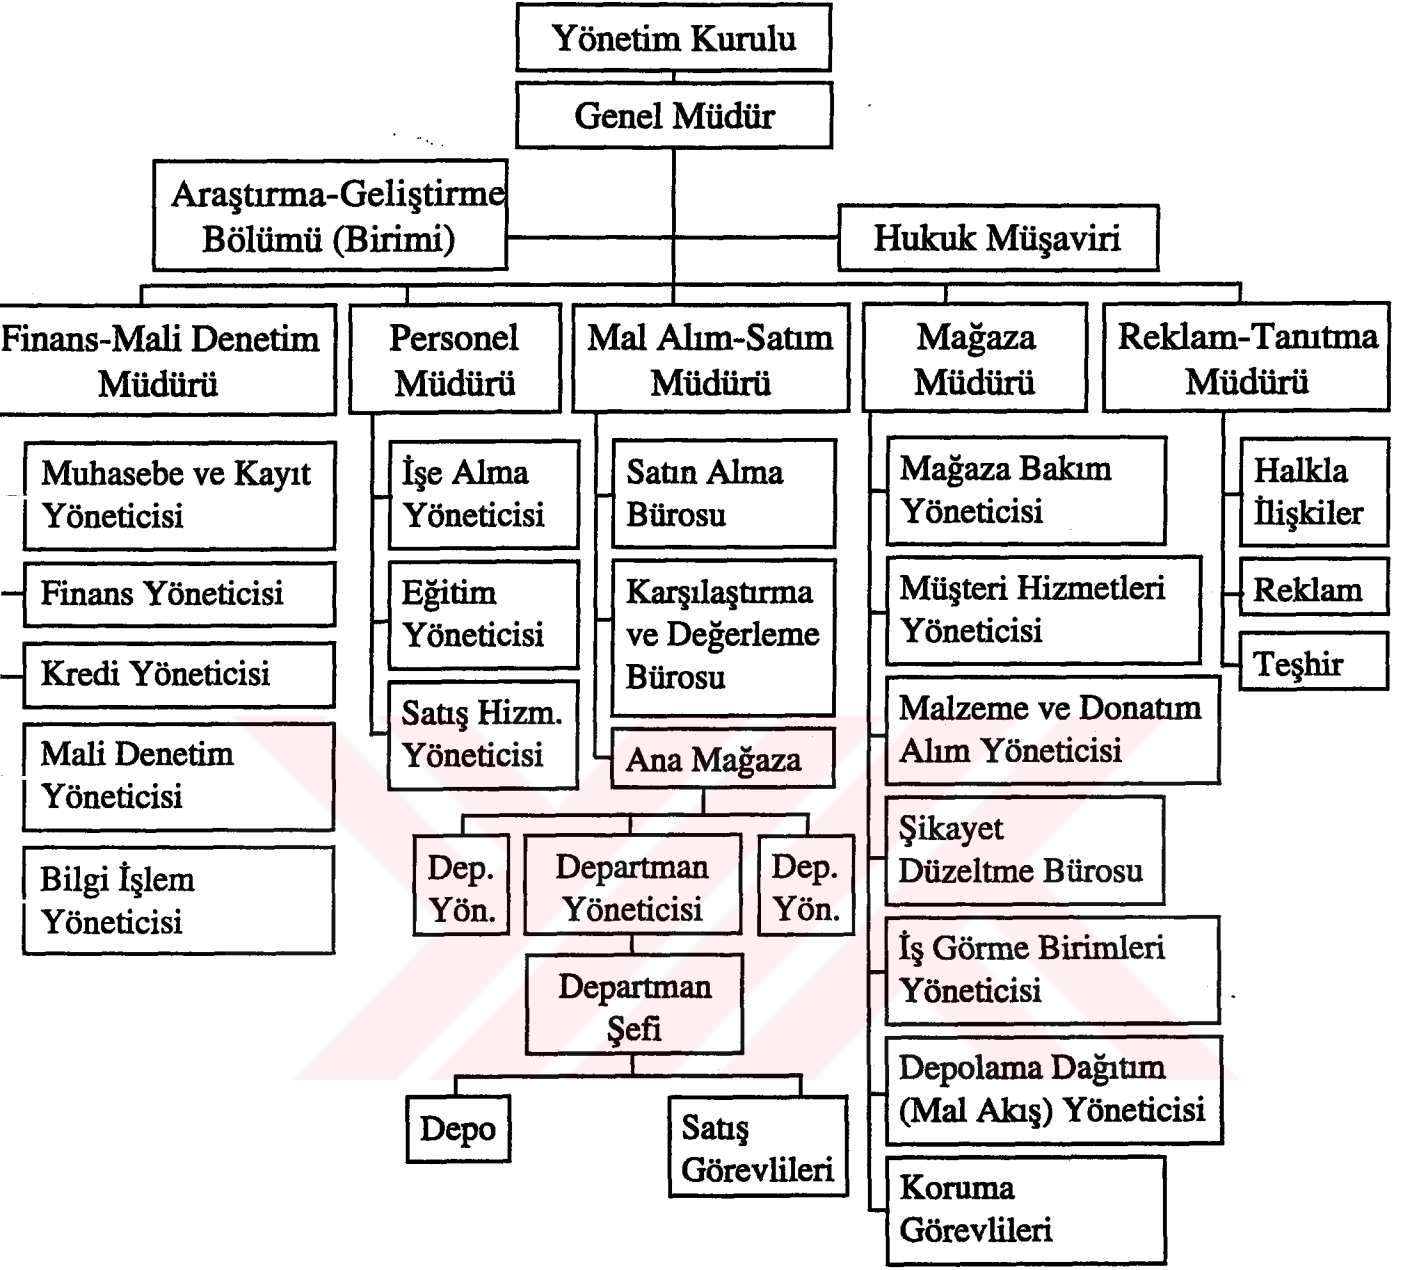 Yönetim Kurulu
Genel Müdür
Araştırma-Geliştirme
Bölümü (Birimi)
Hukuk Müşaviri
Finans-Mali Denetim
Müdürü
Personel
Müdürü
Mal Alım-Satım
Müdürü
Mağaza
Müdürü
Reklam-Tanıtma
Müdürü
Muhasebe ve Kayıt
Yöneticisi
Finans Yöneticisi
Kredi Yöneticisi
Mali Denetim
Yöneticisi
Bilgi İşlem
Yöneticisi
İşe Alma
Yöneticisi
Eğitim
Yöneticisi
Satış Hizm.
Yöneticisi
Satın Alma
Bürosu
Karşılaştırma
ve Değerleme
Bürosu
Ana Mağaza
Dep.
Yön.
Departman
Yöneticisi
Dep.
Yön.
Departman
Şefi
Depo
Satış
Görevlileri
Mağaza Bakım
Yöneticisi
Müşteri Hizmetleri
Yöneticisi
Malzeme ve Donatım
Alım Yöneticisi
Şikayet
Düzeltme Bürosu
İş Görme Birimleri
Yöneticisi
Depolama Dağıtım
(Mal Akış) Yöneticisi
Koruma
Görevlileri
Halkla
İlişkiler
Reklam
Teşhir